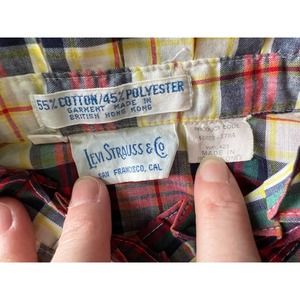 55% COTTON/45% POLYESTER
GARMENT MADE IN
BRITISH HONG KONG
LEVI STRAUSS & CO
SAN FRANCISCO, CAL
PRODUCT CODE
MADE IN